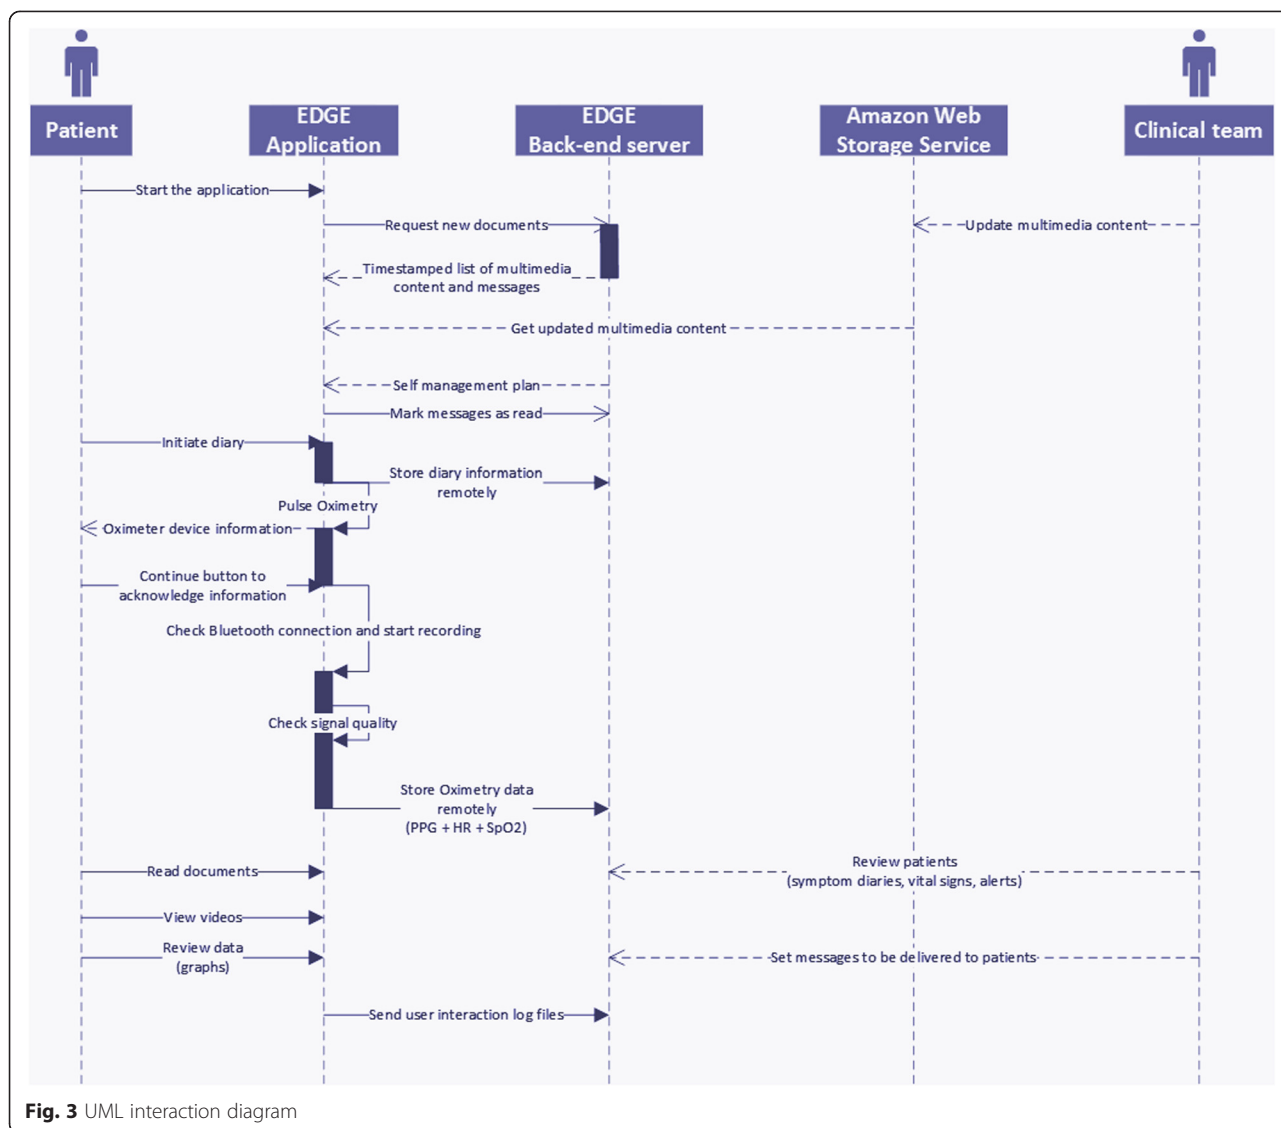 Patient
EDGE
Application
EDGE
Back-end server
Amazon Web
Storage Service
Clinical team
Start the application
Request new documents
Update multimedia content
Timestamped list of multimedia
content and messages
Get updated multimedia content
Self management plan
Mark messages as read
Initiate diary
Store diary information
remotely
Pulse Oximetry
Oximeter device information
Continue button to
acknowledge information
Check Bluetooth connection and start recording
Check signal quality
Store Oximetry data
remotely
(PPG + HR + SpO2)
Read documents
Review patients
(symptom diaries, vital signs, alerts)
View videos
Review data
(graphs)
Set messages to be delivered to patients
Send user interaction log files
Fig. 3 UML interaction diagram